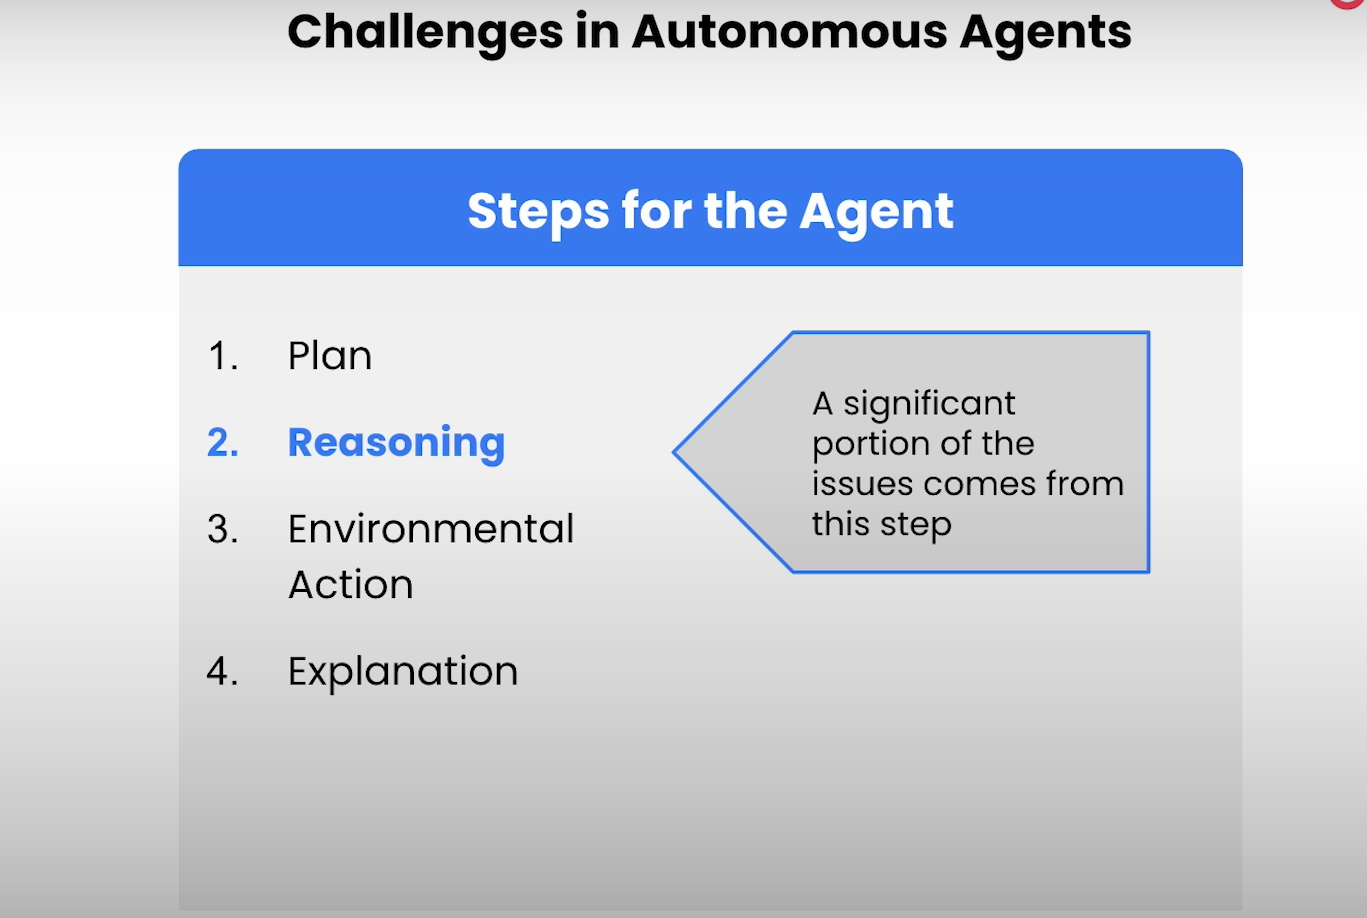 Challenges in Autonomous Agents
Steps for the Agent
1. Plan
2. Reasoning
3. Environmental
Action
4. Explanation
A significant
portion of the
issues comes from
this step